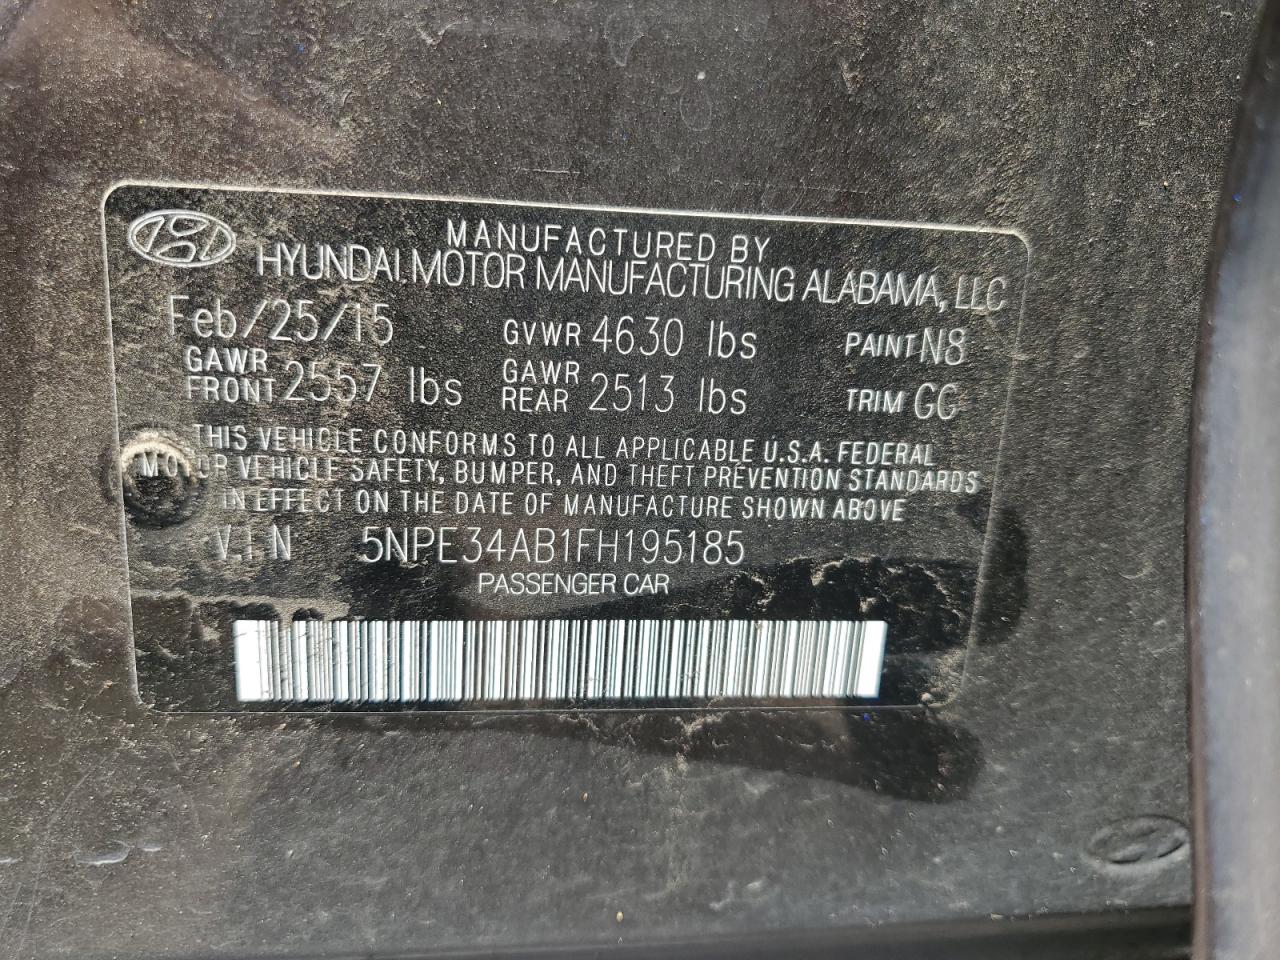 MANUFACTURED BY
HYUNDAI MOTOR MANUFACTURING ALABAMA, LLC
Feb/25/15 GVWR 4630 lbs PAINT N8
GAWR FRONT 2557 lbs GAWR REAR 2513 lbs TRIM GG
THIS VEHICLE CONFORMS TO ALL APPLICABLE U.S.A. FEDERAL
MOTOR VEHICLE SAFETY, BUMPER, AND THEFT PREVENTION STANDARDS
IN EFFECT ON THE DATE OF MANUFACTURE SHOWN ABOVE
V.I.N 5NPE34AB1FH195185
PASSENGER CAR